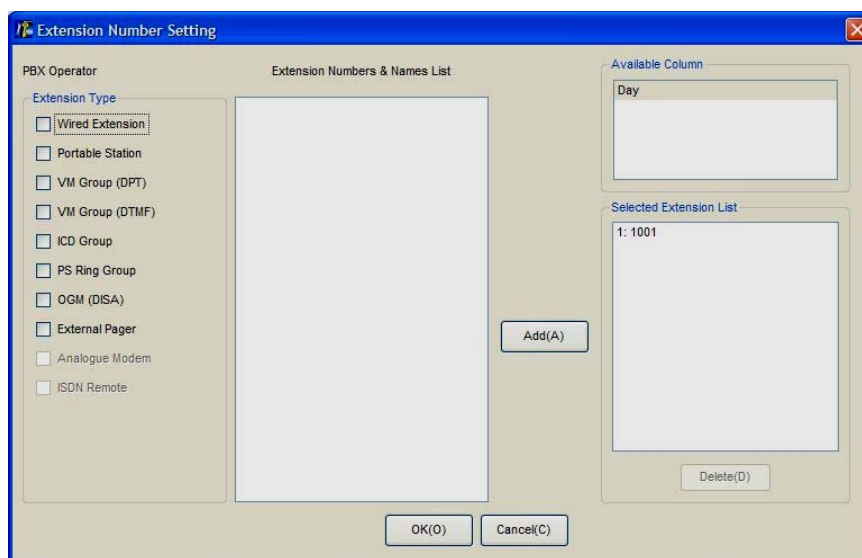 Extension Number Setting
PBX Operator
Extension Numbers & Names List
Available Column
Day
Extension Type
Wired Extension
Portable Station
VM Group (DPT)
VM Group (DTMF)
ICD Group
PS Ring Group
OGM (DISA)
External Pager
Analogue Modem
ISDN Remote
Add(A)
Selected Extension List
1: 1001
Delete(D)
OK(O)
Cancel(C)